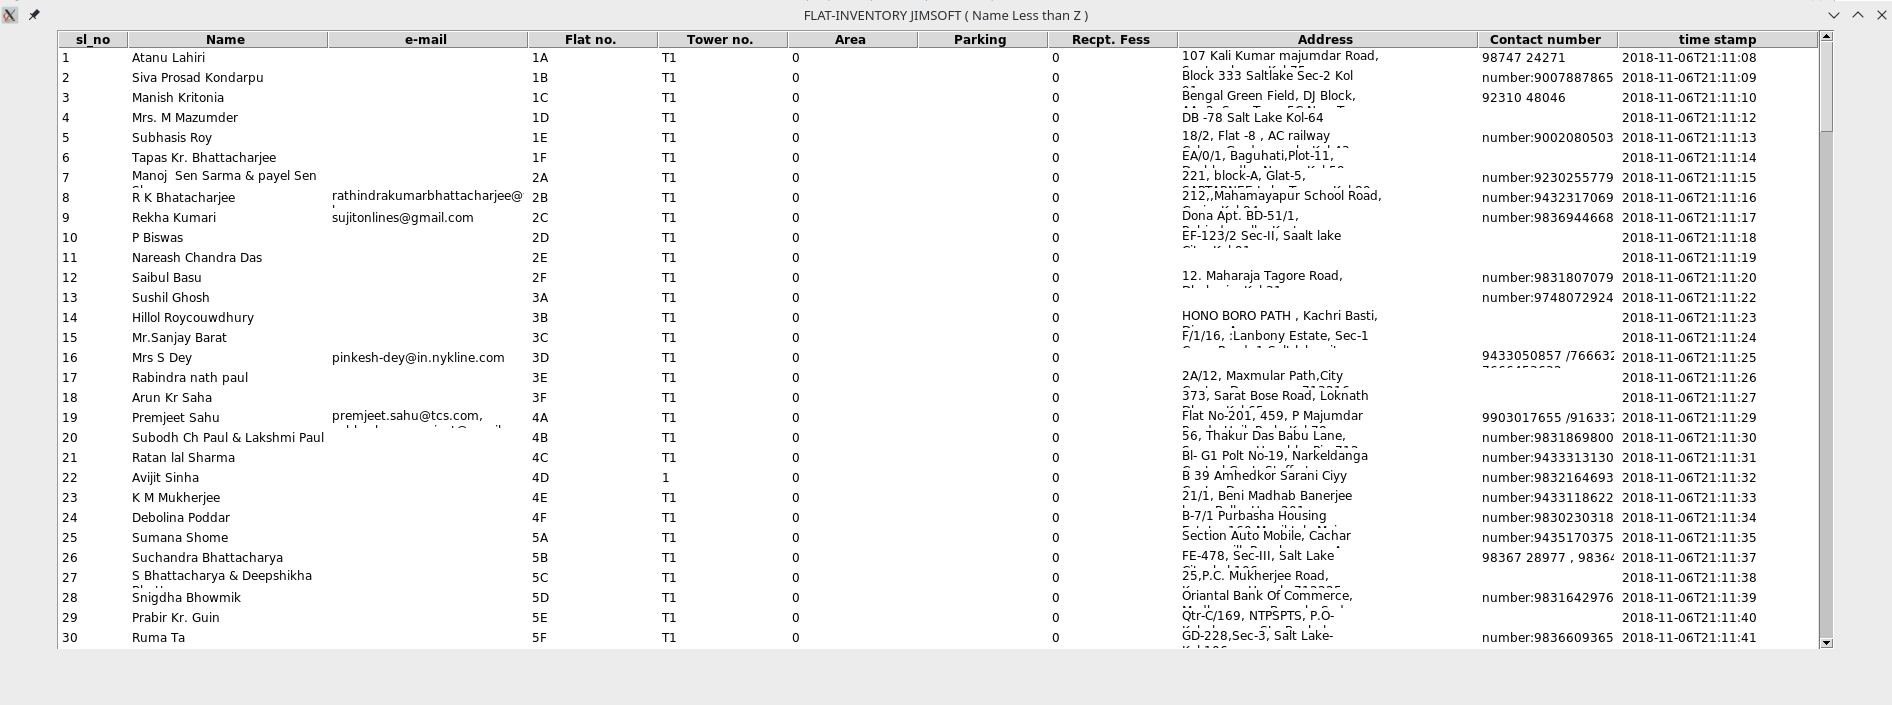 FLAT-INVENTORY JIMSOFT ( Name Less than Z )
sl_no Name e-mail Flat no. Tower no. Area Parking Recpt. Fess Address Contact number time stamp
1 Atanu Lahiri 1A T1 0 0 107 Kali Kumar majumdar Road, 98747 24271 2018-11-06T21:11:08
2 Siva Prosad Kondarpu 1B T1 0 0 Block 333 Saltlake Sec-2 Kol number:9007887865 2018-11-06T21:11:09
3 Manish Kritonia 1C T1 0 0 Bengal Green Field, DJ Block, 92310 48046 2018-11-06T21:11:10
4 Mrs. M Mazumder 1D T1 0 0 DB -78 Salt Lake Kol-64 2018-11-06T21:11:12
5 Subhasis Roy 1E T1 0 0 18/2, Flat -8 , AC railway number:9002080503 2018-11-06T21:11:13
6 Tapas Kr. Bhattacharjee 1F T1 0 0 EA/0/1, Baguhati,Plot-11, 2018-11-06T21:11:14
7 Manoj Sen Sarma & payel Sen 2A T1 0 0 221, block-A, Glat-5, number:9230255779 2018-11-06T21:11:15
8 R K Bhatacharjee rathindrakumarbhattacharjee@ 2B T1 0 0 212,,Mahamayapur School Road, number:9432317069 2018-11-06T21:11:16
9 Rekha Kumari sujitonlines@gmail.com 2C T1 0 0 Dona Apt. BD-51/1, number:9836944668 2018-11-06T21:11:17
10 P Biswas 2D T1 0 0 EF-123/2 Sec-II, Saalt lake 2018-11-06T21:11:18
11 Nareash Chandra Das 2E T1 0 0 2018-11-06T21:11:19
12 Saibul Basu 2F T1 0 0 12. Maharaja Tagore Road, number:9831807079 2018-11-06T21:11:20
13 Sushil Ghosh 3A T1 0 0 number:9748072924 2018-11-06T21:11:22
14 Hillol Roycouwdhury 3B T1 0 0 HONO BORO PATH , Kachri Basti, 2018-11-06T21:11:23
15 Mr.Sanjay Barat 3C T1 0 0 F/1/16, :Lanbony Estate, Sec-1 2018-11-06T21:11:24
16 Mrs S Dey pinkesh-dey@in.nykline.com 3D T1 0 0 9433050857 /766632 2018-11-06T21:11:25
17 Rabindra nath paul 3E T1 0 0 2A/12, Maxmular Path,City 2018-11-06T21:11:26
18 Arun Kr Saha 3F T1 0 0 373, Sarat Bose Road, Loknath 2018-11-06T21:11:27
19 Premjeet Sahu premjeet.sahu@tcs.com, 4A T1 0 0 Flat No-201, 459, P Majumdar 9903017655 /916337 2018-11-06T21:11:29
20 Subodh Ch Paul & Lakshmi Paul 4B T1 0 0 56, Thakur Das Babu Lane, number:9831869800 2018-11-06T21:11:30
21 Ratan lal Sharma 4C T1 0 0 Bl- G1 Polt No-19, Narkeldanga number:9433313130 2018-11-06T21:11:31
22 Avijit Sinha 4D 1 0 0 B 39 Amhedkor Sarani Ciyy number:9832164693 2018-11-06T21:11:32
23 K M Mukherjee 4E T1 0 0 21/1, Beni Madhab Banerjee number:9433118622 2018-11-06T21:11:33
24 Debolina Poddar 4F T1 0 0 B-7/1 Purbasha Housing number:9830230318 2018-11-06T21:11:34
25 Sumana Shome 5A T1 0 0 Section Auto Mobile, Cachar number:9435170375 2018-11-06T21:11:35
26 Suchandra Bhattacharya 5B T1 0 0 FE-478, Sec-III, Salt Lake 98367 28977 , 98364 2018-11-06T21:11:37
27 S Bhattacharya & Deepshikha 5C T1 0 0 25,P.C. Mukherjee Road, 2018-11-06T21:11:38
28 Snigdha Bhowmik 5D T1 0 0 Oriantal Bank Of Commerce, number:9831642976 2018-11-06T21:11:39
29 Prabir Kr. Guin 5E T1 0 0 Qtr-C/169, NTPSPTS, P.O- 2018-11-06T21:11:40
30 Ruma Ta 5F T1 0 0 GD-228,Sec-3, Salt Lake- number:9836609365 2018-11-06T21:11:41